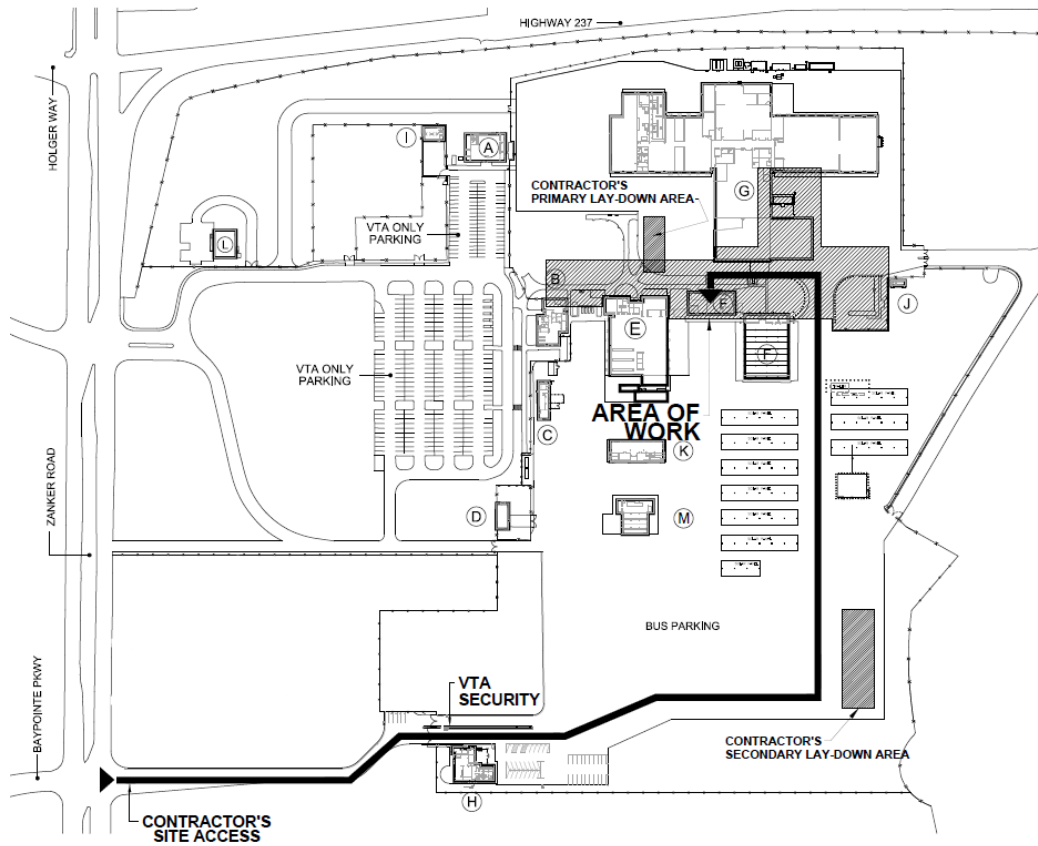 HIGHWAY 237
HOLGER WAY
I
A
CONTRACTOR'S
PRIMARY LAY-DOWN AREA
G
VTA ONLY
PARKING
L
B
J
F
E
F
VTA ONLY
PARKING
AREA OF
WORK
C
K
ZANKER ROAD
D
M
BUS PARKING
VTA
SECURITY
BAYPOINTE PKWY
CONTRACTOR'S
SECONDARY LAY-DOWN AREA
H
CONTRACTOR'S
SITE ACCESS